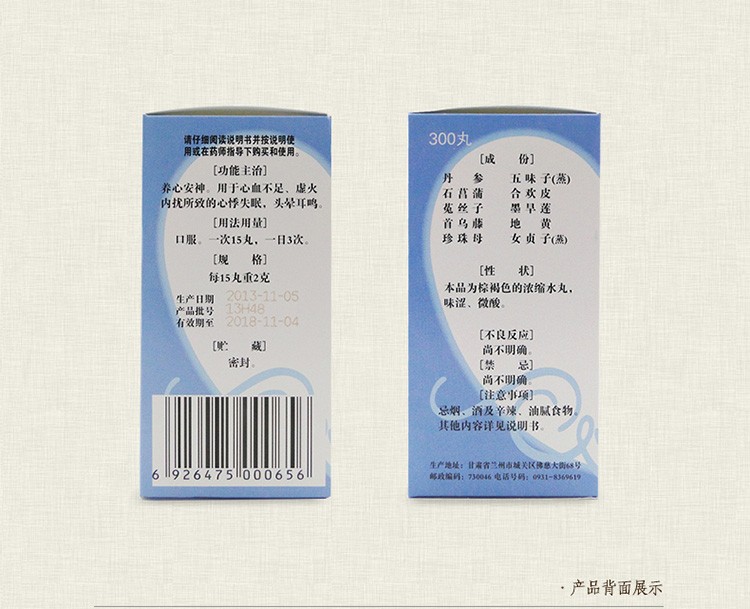 请仔细阅读说明书并按说明使
用或在药师指导下购买和使用。
[功能主治]
养心安神。用于心血不足、虚火
内扰所致的心悸失眠，头晕耳鸣。
[用法用量]
口服。一次15丸，一日3次。
[规 格]
每15丸重2克
生产日期 2013-11-05
产品批号 13H48
有效期至 2018-11-04
[贮 藏]
密封。
6 926475 000656
300丸
[成 份]
丹 参 五味子(蒸)
石菖蒲 合欢皮
菟丝子 墨旱莲
首乌藤 地 黄
珍珠母 女贞子(蒸)
[性 状]
本品为棕褐色的浓缩水丸，
味涩、微酸。
[不良反应]
尚不明确。
[禁 忌]
尚不明确。
[注意事项]
忌烟、酒及辛辣、油腻食物。
其他内容详见说明书。
生产地址：甘肃省兰州市城关区佛慈大街68号
邮政编码：730046 电话号码：0931-8369619
·产品背面展示